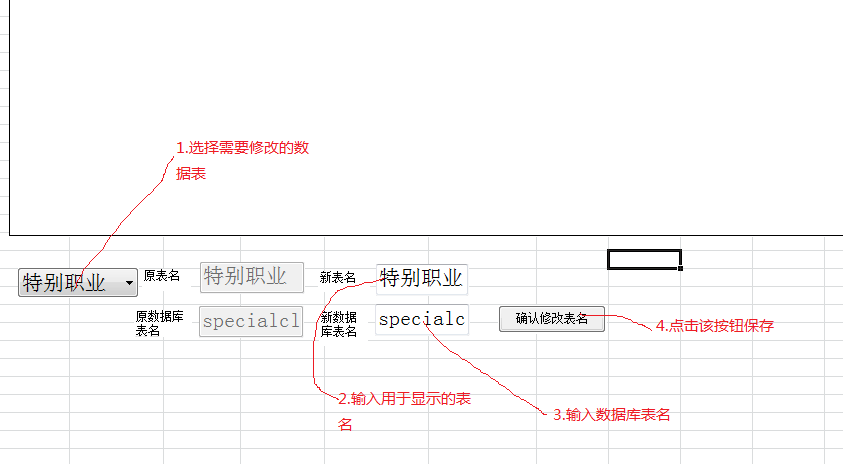 1.选择需要修改的数
据表
特别职业
原表名
特别职业
新表名
特别职业
原数据库
表名
specialcl
新数据
库表名
specialc
确认修改表名
4.点击该按钮保存
2.输入用于显示的表
名
3.输入数据库表名